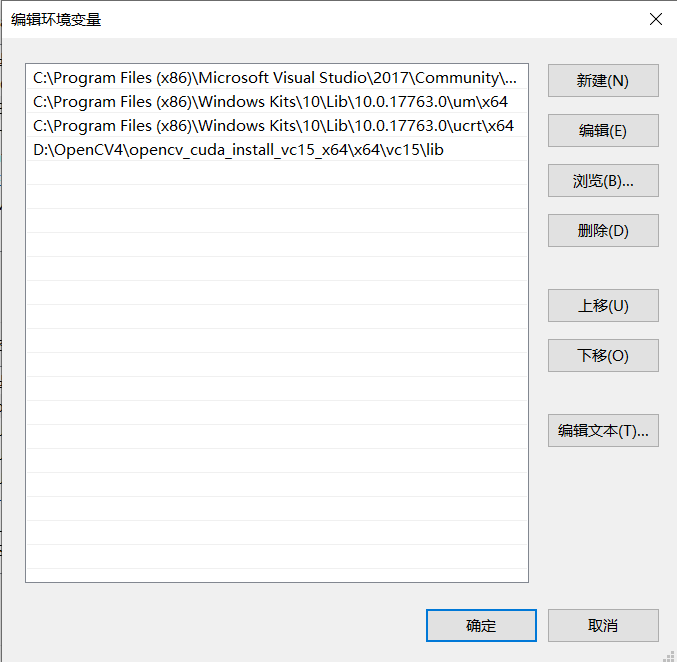 编辑环境变量
C:\Program Files (x86)\Microsoft Visual Studio\2017\Community\...
C:\Program Files (x86)\Windows Kits\10\Lib\10.0.17763.0\um\x64
C:\Program Files (x86)\Windows Kits\10\Lib\10.0.17763.0\ucrt\x64
D:\OpenCV4\opencv_cuda_install_vc15_x64\x64\vc15\lib
新建(N)
编辑(E)
浏览(B)...
删除(D)
上移(U)
下移(O)
编辑文本(T)...
确定
取消